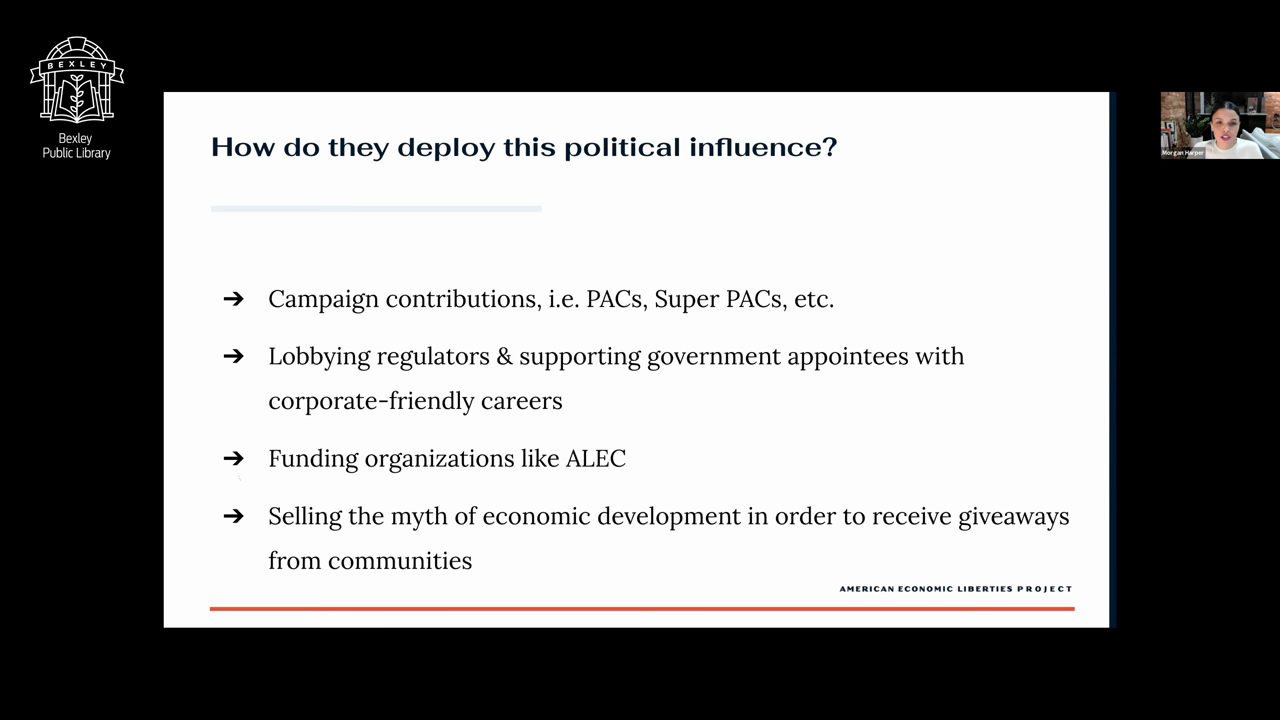 BEXLEY
Bexley
Public Library
How do they deploy this political influence?
Morgan Harper
➔ Campaign contributions, i.e. PACs, Super PACs, etc.
➔ Lobbying regulators & supporting government appointees with
corporate-friendly careers
➔ Funding organizations like ALEC
➔ Selling the myth of economic development in order to receive giveaways
from communities
AMERICAN ECONOMIC LIBERTIES PROJECT